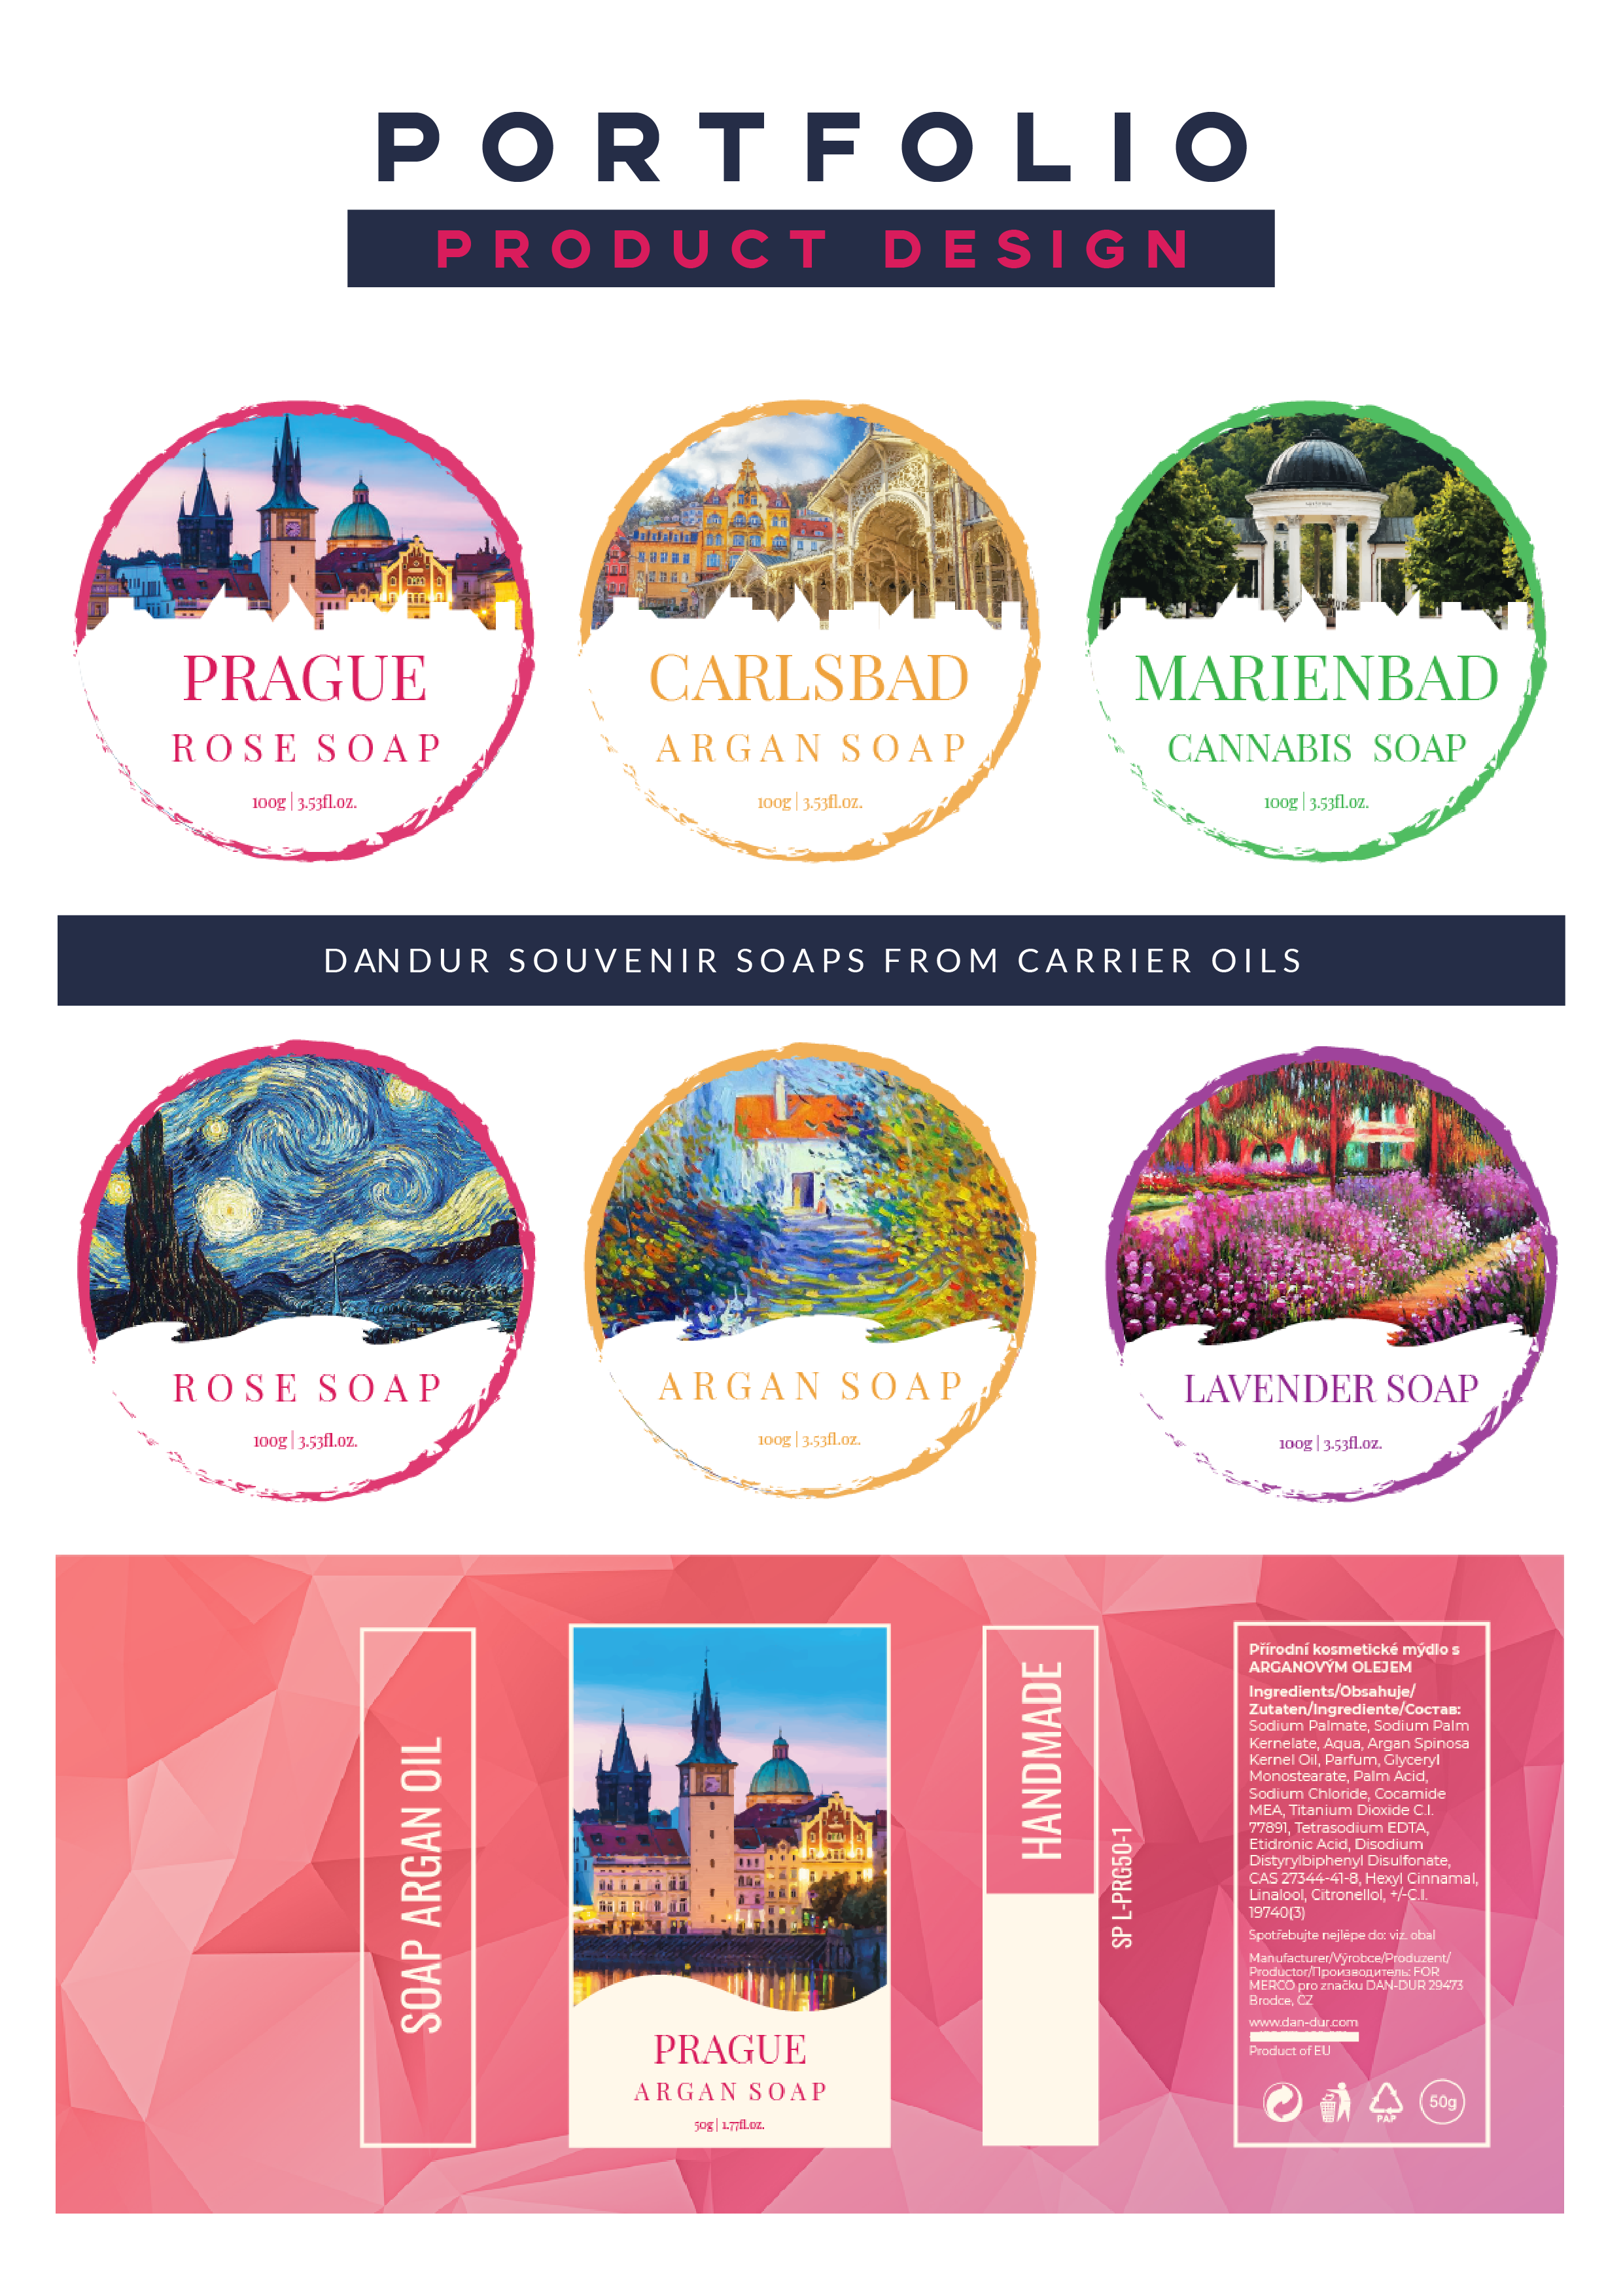 PORTFOLIO
PRODUCT DESIGN
PRAGUE
ROSE SOAP
100g | 3.53fl.oz.
CARLSBAD
ARGAN SOAP
100g | 3.53fl.oz.
MARIENBAD
CANNABIS SOAP
100g | 3.53fl.oz.
DANDUR SOUVENIR SOAPS FROM CARRIER OILS
ROSE SOAP
100g | 3.53fl.oz.
ARGAN SOAP
100g | 3.53fl.oz.
LAVENDER SOAP
100g | 3.53fl.oz.
SOAP ARGAN OIL
PRAGUE
ARGAN SOAP
50g | 1.77fl.oz.
HANDMADE
SP L-PRG50-1
Přírodní kosmetické mýdlo s
ARGANOVÝM OLEJEM
Ingredients/Obsahuje/
Zutaten/Ingrediente/Состав:
Sodium Palmate, Sodium Palm
Kernelate, Aqua, Argan Spinosa
Kernel Oil, Parfum, Glyceryl
Monostearate, Palm Acid,
Sodium Chloride, Cocamide
MEA, Titanium Dioxide C.I.
77891, Tetrasodium EDTA,
Etidronic Acid, Disodium
Distyrylbiphenyl Disulfonate,
CAS 27344-41-8, Hexyl Cinnamal,
Linalool, Citronellol, +/-C.I.
19740(3)
Spotřebujte nejlépe do: viz. obal
Manufacturer/Výrobce/Produzent/
Productor/Производитель: FOR
MERCO pro značku DAN-DUR 29473
Brodce, CZ
www.dan-dur.com
Product of EU
PAP
50g